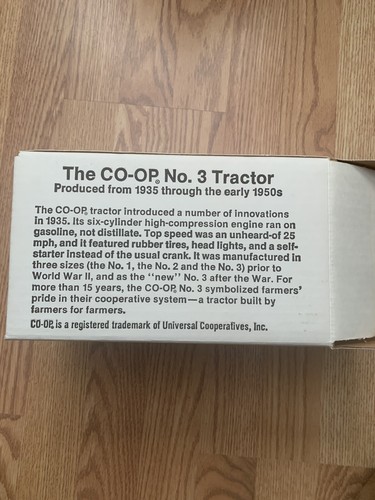 The CO-OP® No. 3 Tractor
Produced from 1935 through the early 1950s
The CO-OP® tractor introduced a number of innovations
in 1935. Its six-cylinder high-compression engine ran on
gasoline, not distillate. Top speed was an unheard-of 25
mph, and it featured rubber tires, head lights, and a self-
starter instead of the usual crank. It was manufactured in
three sizes (the No. 1, the No. 2 and the No. 3) prior to
World War II, and as the "new" No. 3 after the War. For
more than 15 years, the CO-OP® No. 3 symbolized farmers'
pride in their cooperative system—a tractor built by
farmers for farmers.
CO-OP® is a registered trademark of Universal Cooperatives, Inc.